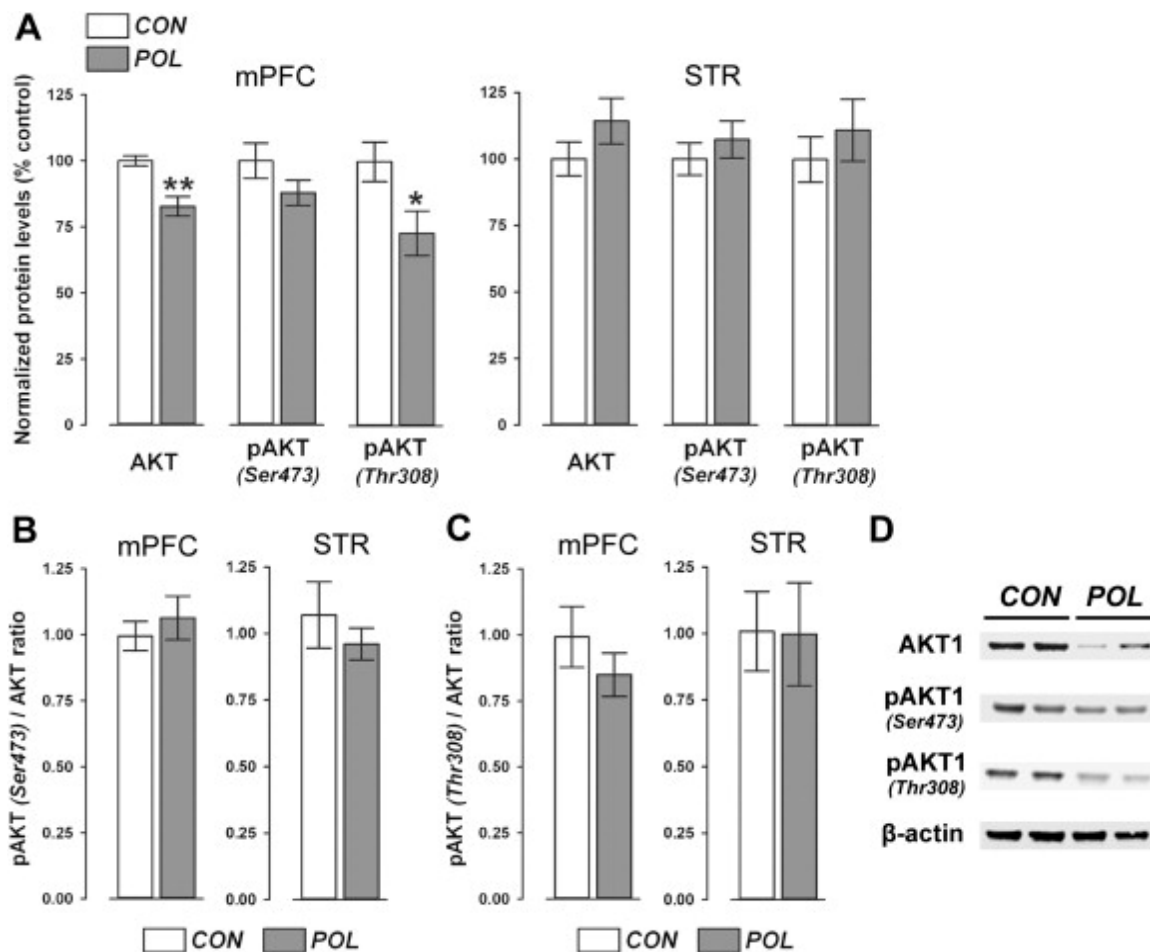 A
CON
POL
mPFC
STR
Normalized protein levels (% control)
125
100
75
50
25
0
**
*
125
100
75
50
25
0
AKT
pAKT
(Ser473)
pAKT
(Thr308)
AKT
pAKT
(Ser473)
pAKT
(Thr308)
B
mPFC
STR
pAKT (Ser473) / AKT ratio
1.25
1.00
0.75
0.50
0.25
0.00
1.25
1.00
0.75
0.50
0.25
0.00
CON
POL
C
mPFC
STR
pAKT (Thr308) / AKT ratio
1.25
1.00
0.75
0.50
0.25
0.00
1.25
1.00
0.75
0.50
0.25
0.00
CON
POL
D
CON POL
AKT1
pAKT1
(Ser473)
pAKT1
(Thr308)
β-actin